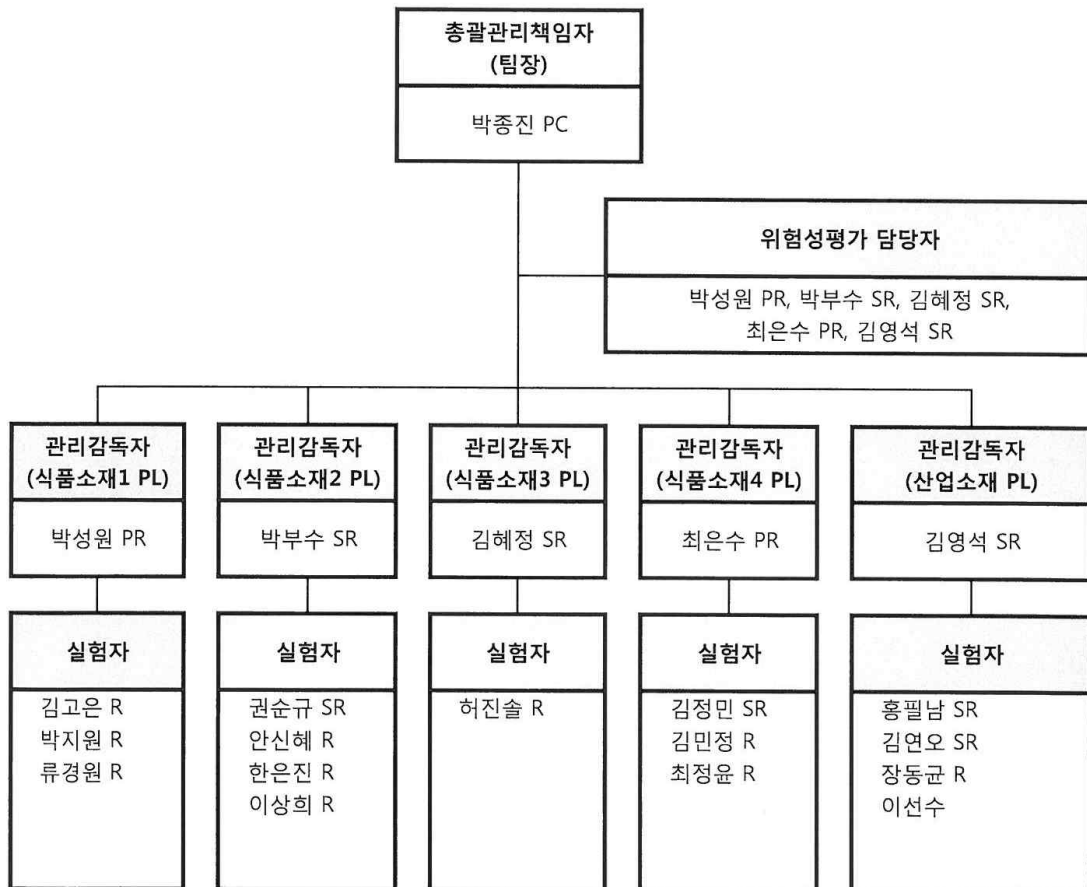 총괄관리책임자
(팀장)
박종진 PC
위험성평가 담당자
박성원 PR, 박부수 SR, 김혜정 SR,
최은수 PR, 김영석 SR
관리감독자
(식품소재1 PL)
박성원 PR
관리감독자
(식품소재2 PL)
박부수 SR
관리감독자
(식품소재3 PL)
김혜정 SR
관리감독자
(식품소재4 PL)
최은수 PR
관리감독자
(산업소재 PL)
김영석 SR
실험자
김고은 R
박지원 R
류경원 R
실험자
권순규 SR
안신혜 R
한은진 R
이상희 R
실험자
허진솔 R
실험자
김정민 SR
김민정 R
최정윤 R
실험자
홍필남 SR
김연오 SR
장동균 R
이선수